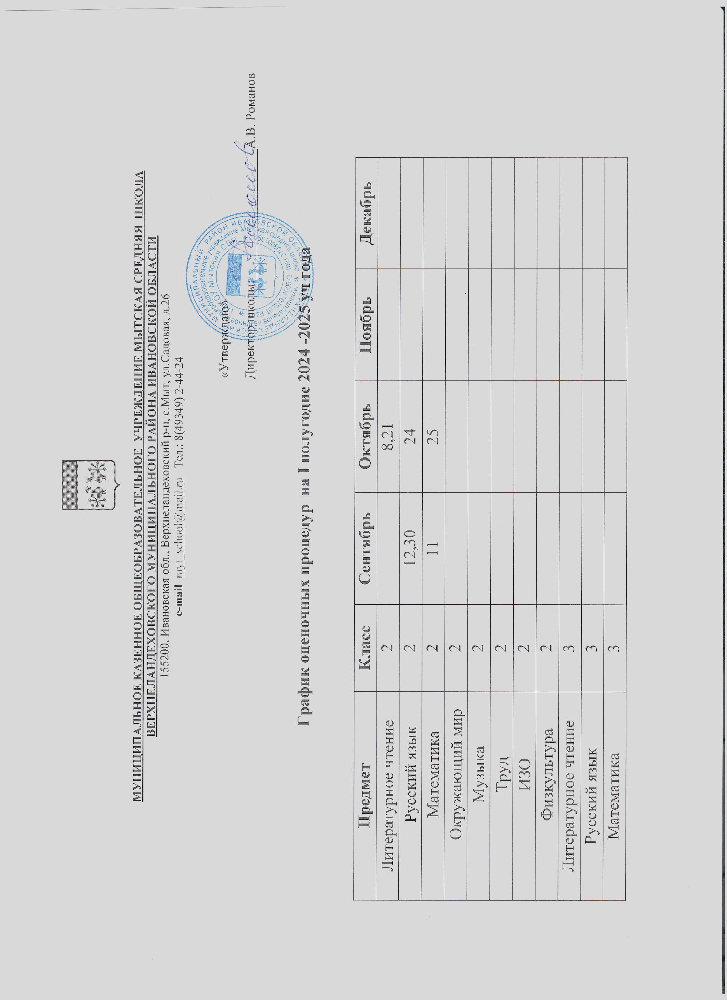 МУНИЦИПАЛЬНОЕ КАЗЕННОЕ ОБЩЕОБРАЗОВАТЕЛЬНОЕ УЧРЕЖДЕНИЕ МЫТСКАЯ СРЕДНЯЯ ШКОЛА
ВЕРХНЕЛАНДЕХОВСКОГО МУНИЦИПАЛЬНОГО РАЙОНА ИВАНОВСКОЙ ОБЛАСТИ
155200, Ивановская обл., Верхнеландеховский р-н, с.Мыт, ул.Садовая, д.26
e-mail myt_school@mail.ru Тел.: 8(49349) 2-44-24
«Утверждаю»
Директор школы: А.В. Романов
МУНИЦИПАЛЬНЫЙ РАЙОН ИВАНОВСКОЙ ОБЛАСТИ * ВЕРХНЕЛАНДЕХОВСКИЙ
Муниципальное казенное общеобразовательное учреждение Мытская средняя школа *
(МКОУ Мытская СШ) * ИНН 3708001399 * ОГРН 1023701700571
График оценочных процедур на I полугодие 2024 -2025 уч года
Предмет Класс Сентябрь Октябрь Ноябрь Декабрь
Литературное чтение 2 8,21
Русский язык 2 12,30 24
Математика 2 11 25
Окружающий мир 2
Музыка 2
Труд 2
ИЗО 2
Физкультура 2
Литературное чтение 3
Русский язык 3
Математика 3